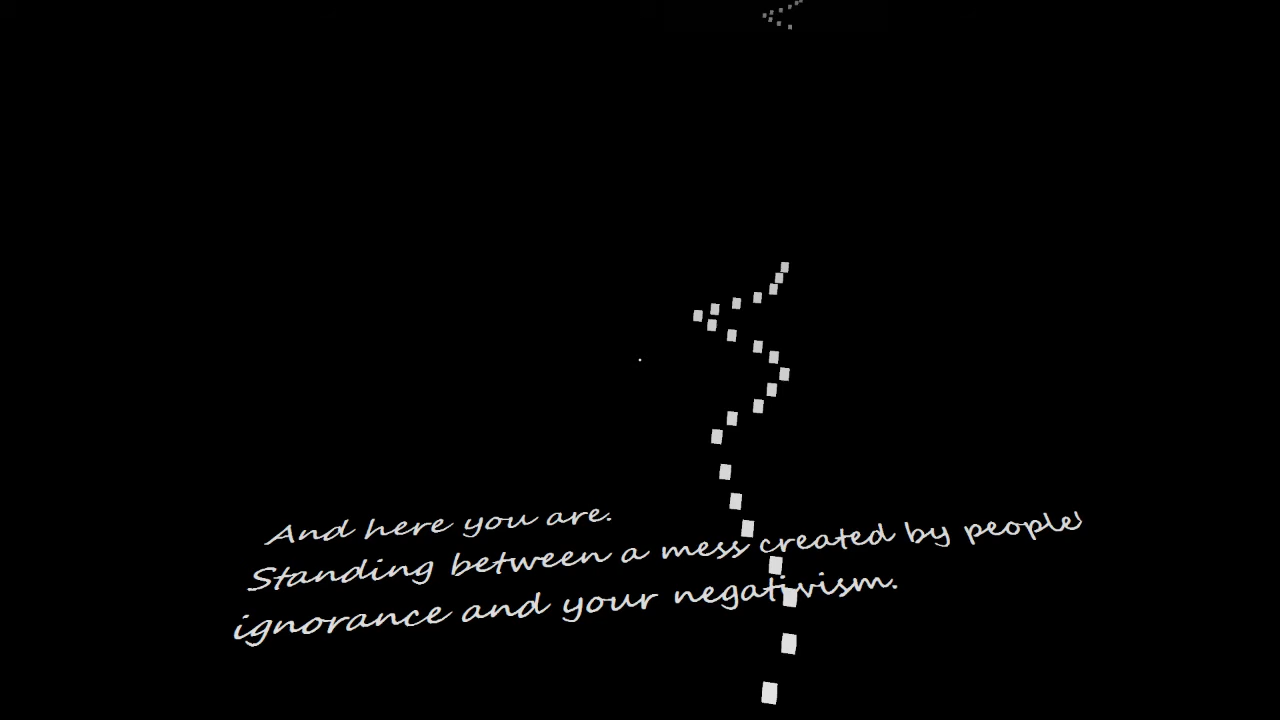 And here you are.
Standing between a mess created by people'
ignorance and your negativism.